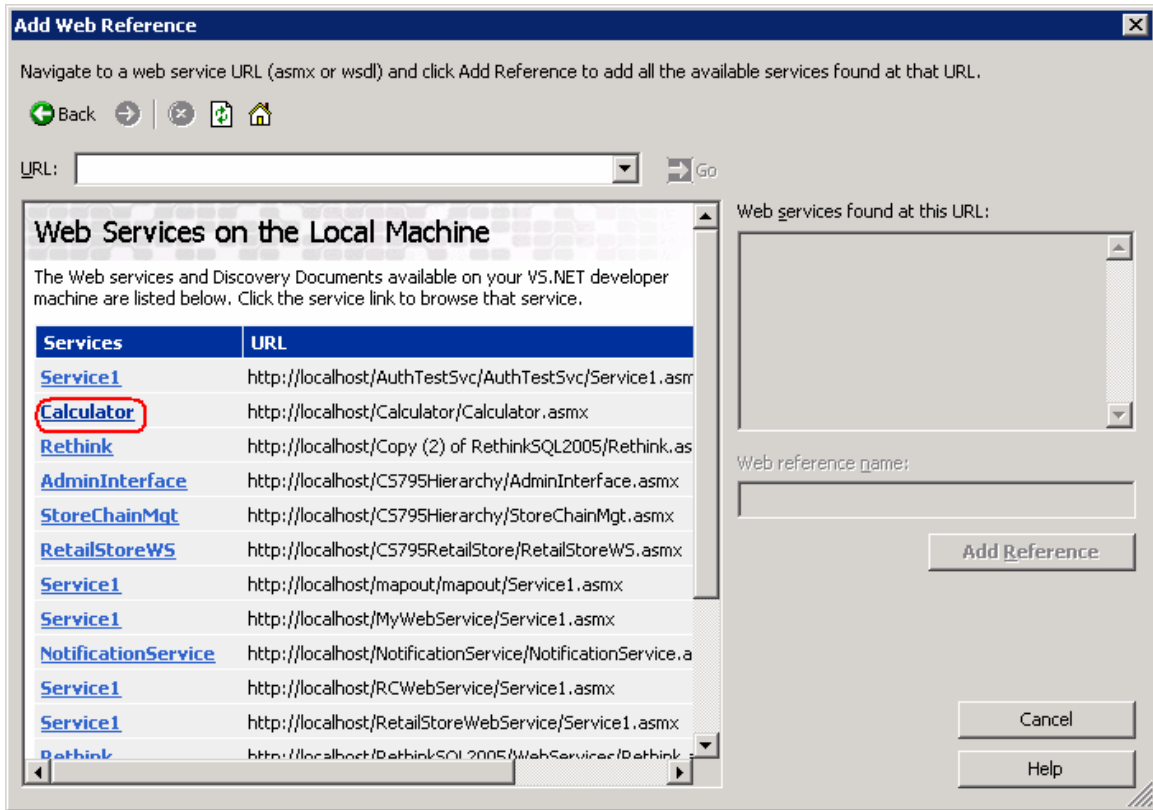 Add Web Reference
Navigate to a web service URL (asmx or wsdl) and click Add Reference to add all the available services found at that URL.
Back
URL:
Go
Web Services on the Local Machine
The Web services and Discovery Documents available on your VS.NET developer
machine are listed below. Click the service link to browse that service.
Services URL
Service1 http://localhost/AuthTestSvc/AuthTestSvc/Service1.asm
Calculator http://localhost/Calculator/Calculator.asmx
Rethink http://localhost/Copy (2) of RethinkSQL2005/Rethink.as
AdminInterface http://localhost/CS795Hierarchy/AdminInterface.asmx
StoreChainMgt http://localhost/CS795Hierarchy/StoreChainMgt.asmx
RetailStoreWS http://localhost/CS795RetailStore/RetailStoreWS.asmx
Service1 http://localhost/mapout/mapout/Service1.asmx
Service1 http://localhost/MyWebService/Service1.asmx
NotificationService http://localhost/NotificationService/NotificationService.a
Service1 http://localhost/RCWebService/Service1.asmx
Service1 http://localhost/RetailStoreWebService/Service1.asmx
Rethink http://localhost/RethinkSQL2005/WebServices/Rethink.
Web services found at this URL:
Web reference name:
Add Reference
Cancel
Help